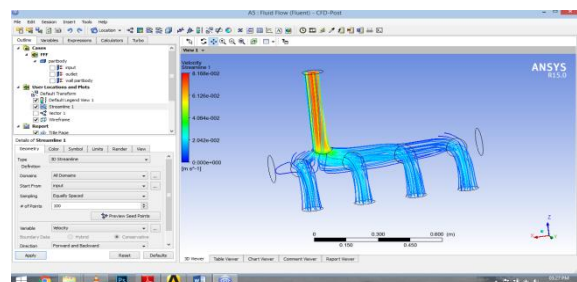 A5 : Fluid Flow (Fluent) - CFD-Post
File Edit Session Insert Tools Help
Location
Outline Variables Expressions Calculators Turbo
Cases
FFF
partbody
input
outlet
wall partbody
User Locations and Plots
Default Transform
Default Legend View 1
Streamline 1
Vector 1
Wireframe
Report
Title Page
Details of Streamline 1
Geometry Color Symbol Limits Render View
Type 3D Streamline
Definition
Domains All Domains
Start From input
Sampling Equally Spaced
# of Points 100
Preview Seed Points
Variable Velocity
Boundary Data Hybrid Conservative
Direction Forward and Backward
Apply Reset Defaults
View 1
Velocity
Streamline 1
8.168e-002
6.126e-002
4.084e-002
2.042e-002
0.000e+000
[m s^-1]
ANSYS
R15.0
0 0.300 0.600 (m)
0.150 0.450
Z
3D Viewer Table Viewer Chart Viewer Comment Viewer Report Viewer